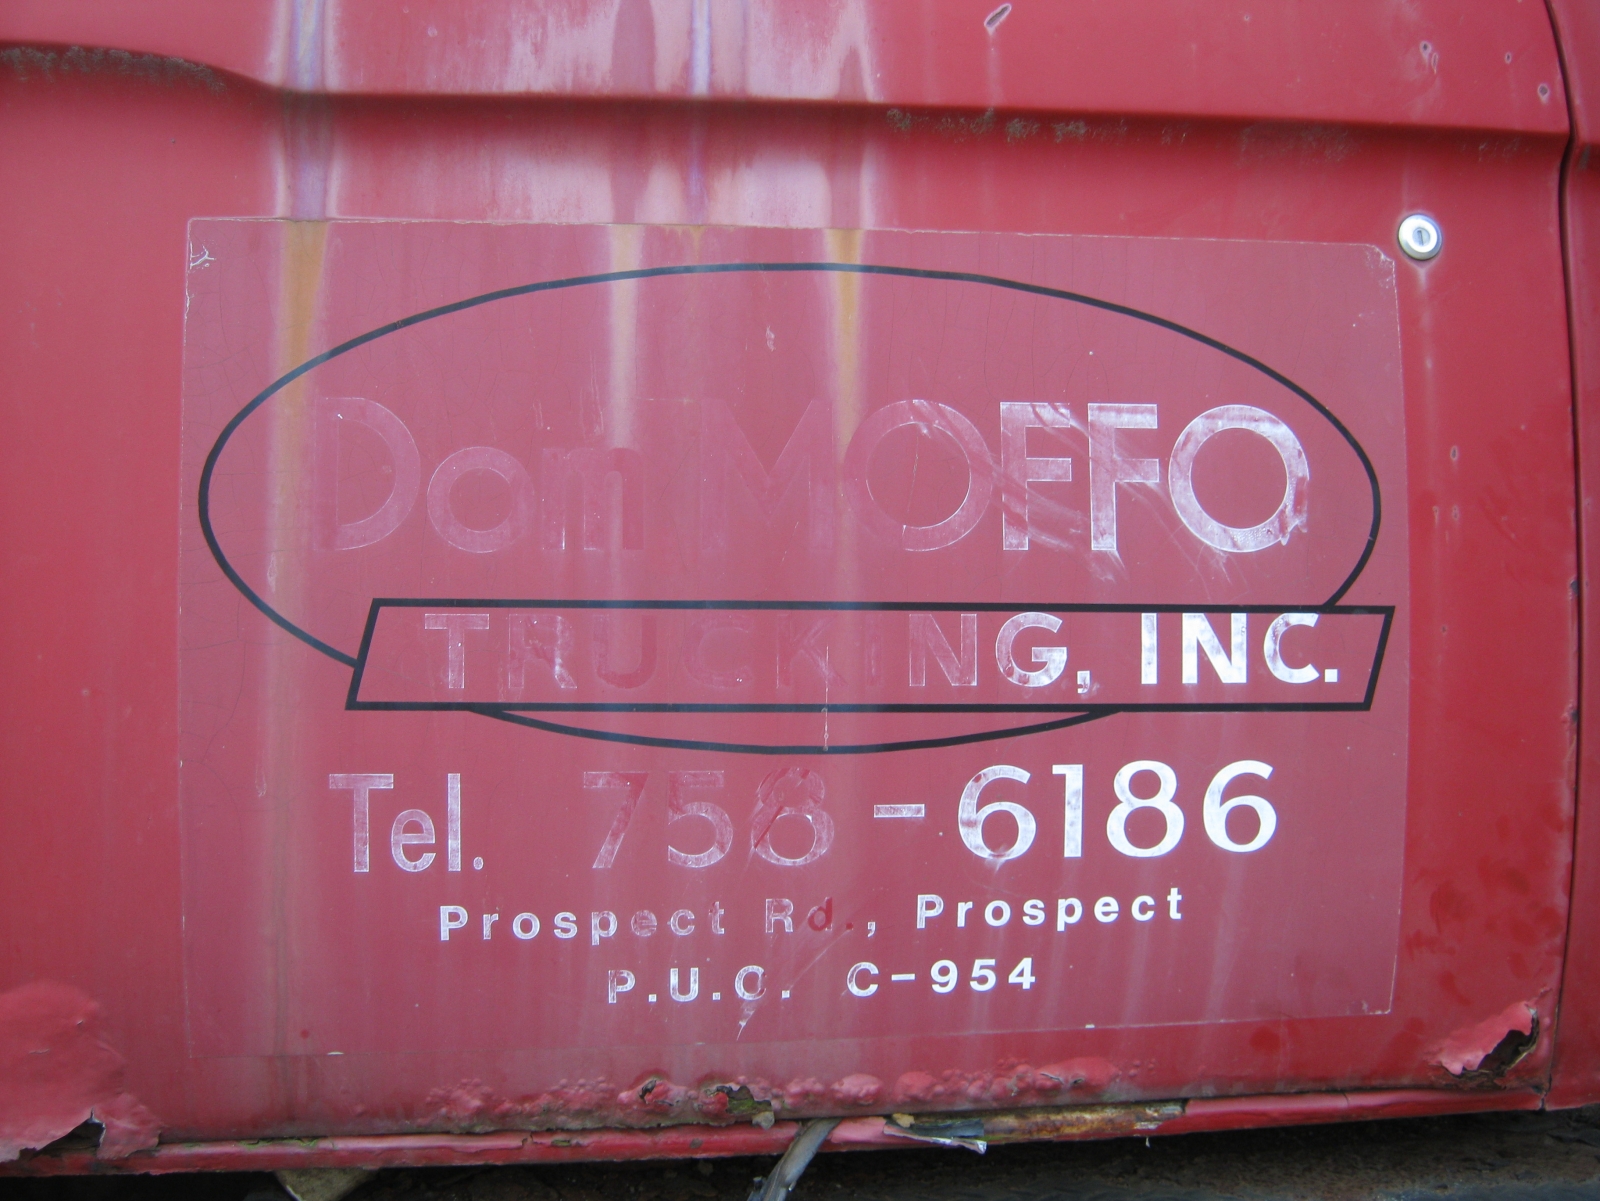 Dom MOFFO
TRUCKING, INC.
Tel. 758-6186
Prospect Rd., Prospect
P.U.C. C-954